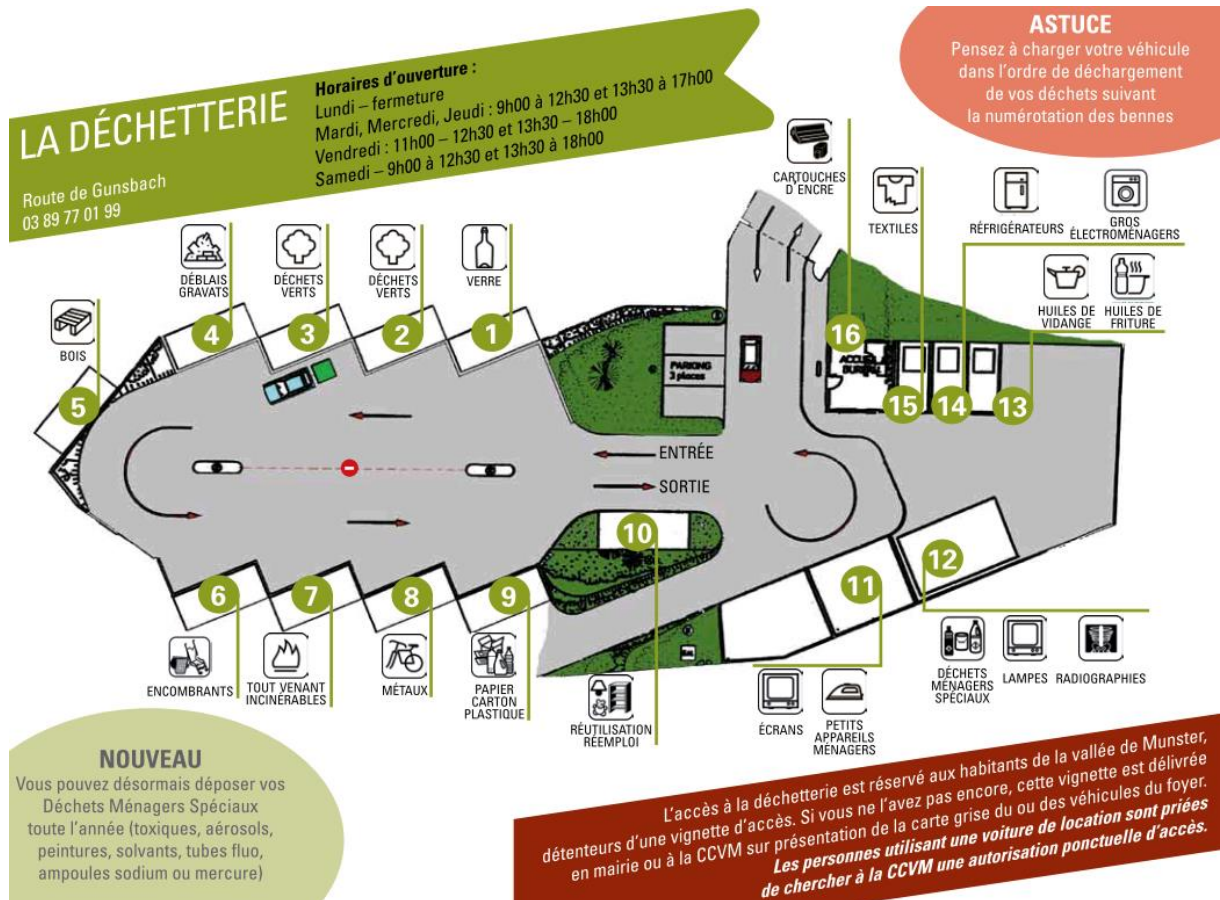 LA DÉCHETTERIE
Route de Gunsbach
03 89 77 01 99
Horaires d'ouverture :
Lundi – fermeture
Mardi, Mercredi, Jeudi : 9h00 à 12h30 et 13h30 à 17h00
Vendredi : 11h00 – 12h30 et 13h30 – 18h00
Samedi – 9h00 à 12h30 et 13h30 à 18h00
ASTUCE
Pensez à charger votre véhicule
dans l'ordre de déchargement
de vos déchets suivant
la numérotation des bennes
CARTOUCHES
D'ENCRE
16
TEXTILES
15
RÉFRIGÉRATEURS
GROS
ÉLECTROMÉNAGERS
14
HUILES DE
VIDANGE
HUILES DE
FRITURE
13
DÉBLAIS
GRAVATS
4
DÉCHETS
VERTS
3
DÉCHETS
VERTS
2
VERRE
1
BOIS
5
PARKING
3 places
ACCUEIL
BUREAU
ENTRÉE
SORTIE
10
12
11
6
7
8
9
ENCOMBRANTS
TOUT VENANT
INCINÉRABLES
MÉTAUX
PAPIER
CARTON
PLASTIQUE
RÉUTILISATION
RÉEMPLOI
ÉCRANS
PETITS
APPAREILS
MÉNAGERS
DÉCHETS
MÉNAGERS
SPÉCIAUX
LAMPES
RADIOGRAPHIES
NOUVEAU
Vous pouvez désormais déposer vos
Déchets Ménagers Spéciaux
toute l'année (toxiques, aérosols,
peintures, solvants, tubes fluo,
ampoules sodium ou mercure)
L'accès à la déchetterie est réservé aux habitants de la vallée de Munster,
détenteurs d'une vignette d'accès. Si vous ne l'avez pas encore, cette vignette est délivrée
en mairie ou à la CCVM sur présentation de la carte grise du ou des véhicules du foyer.
Les personnes utilisant une voiture de location sont priées
de chercher à la CCVM une autorisation ponctuelle d'accès.